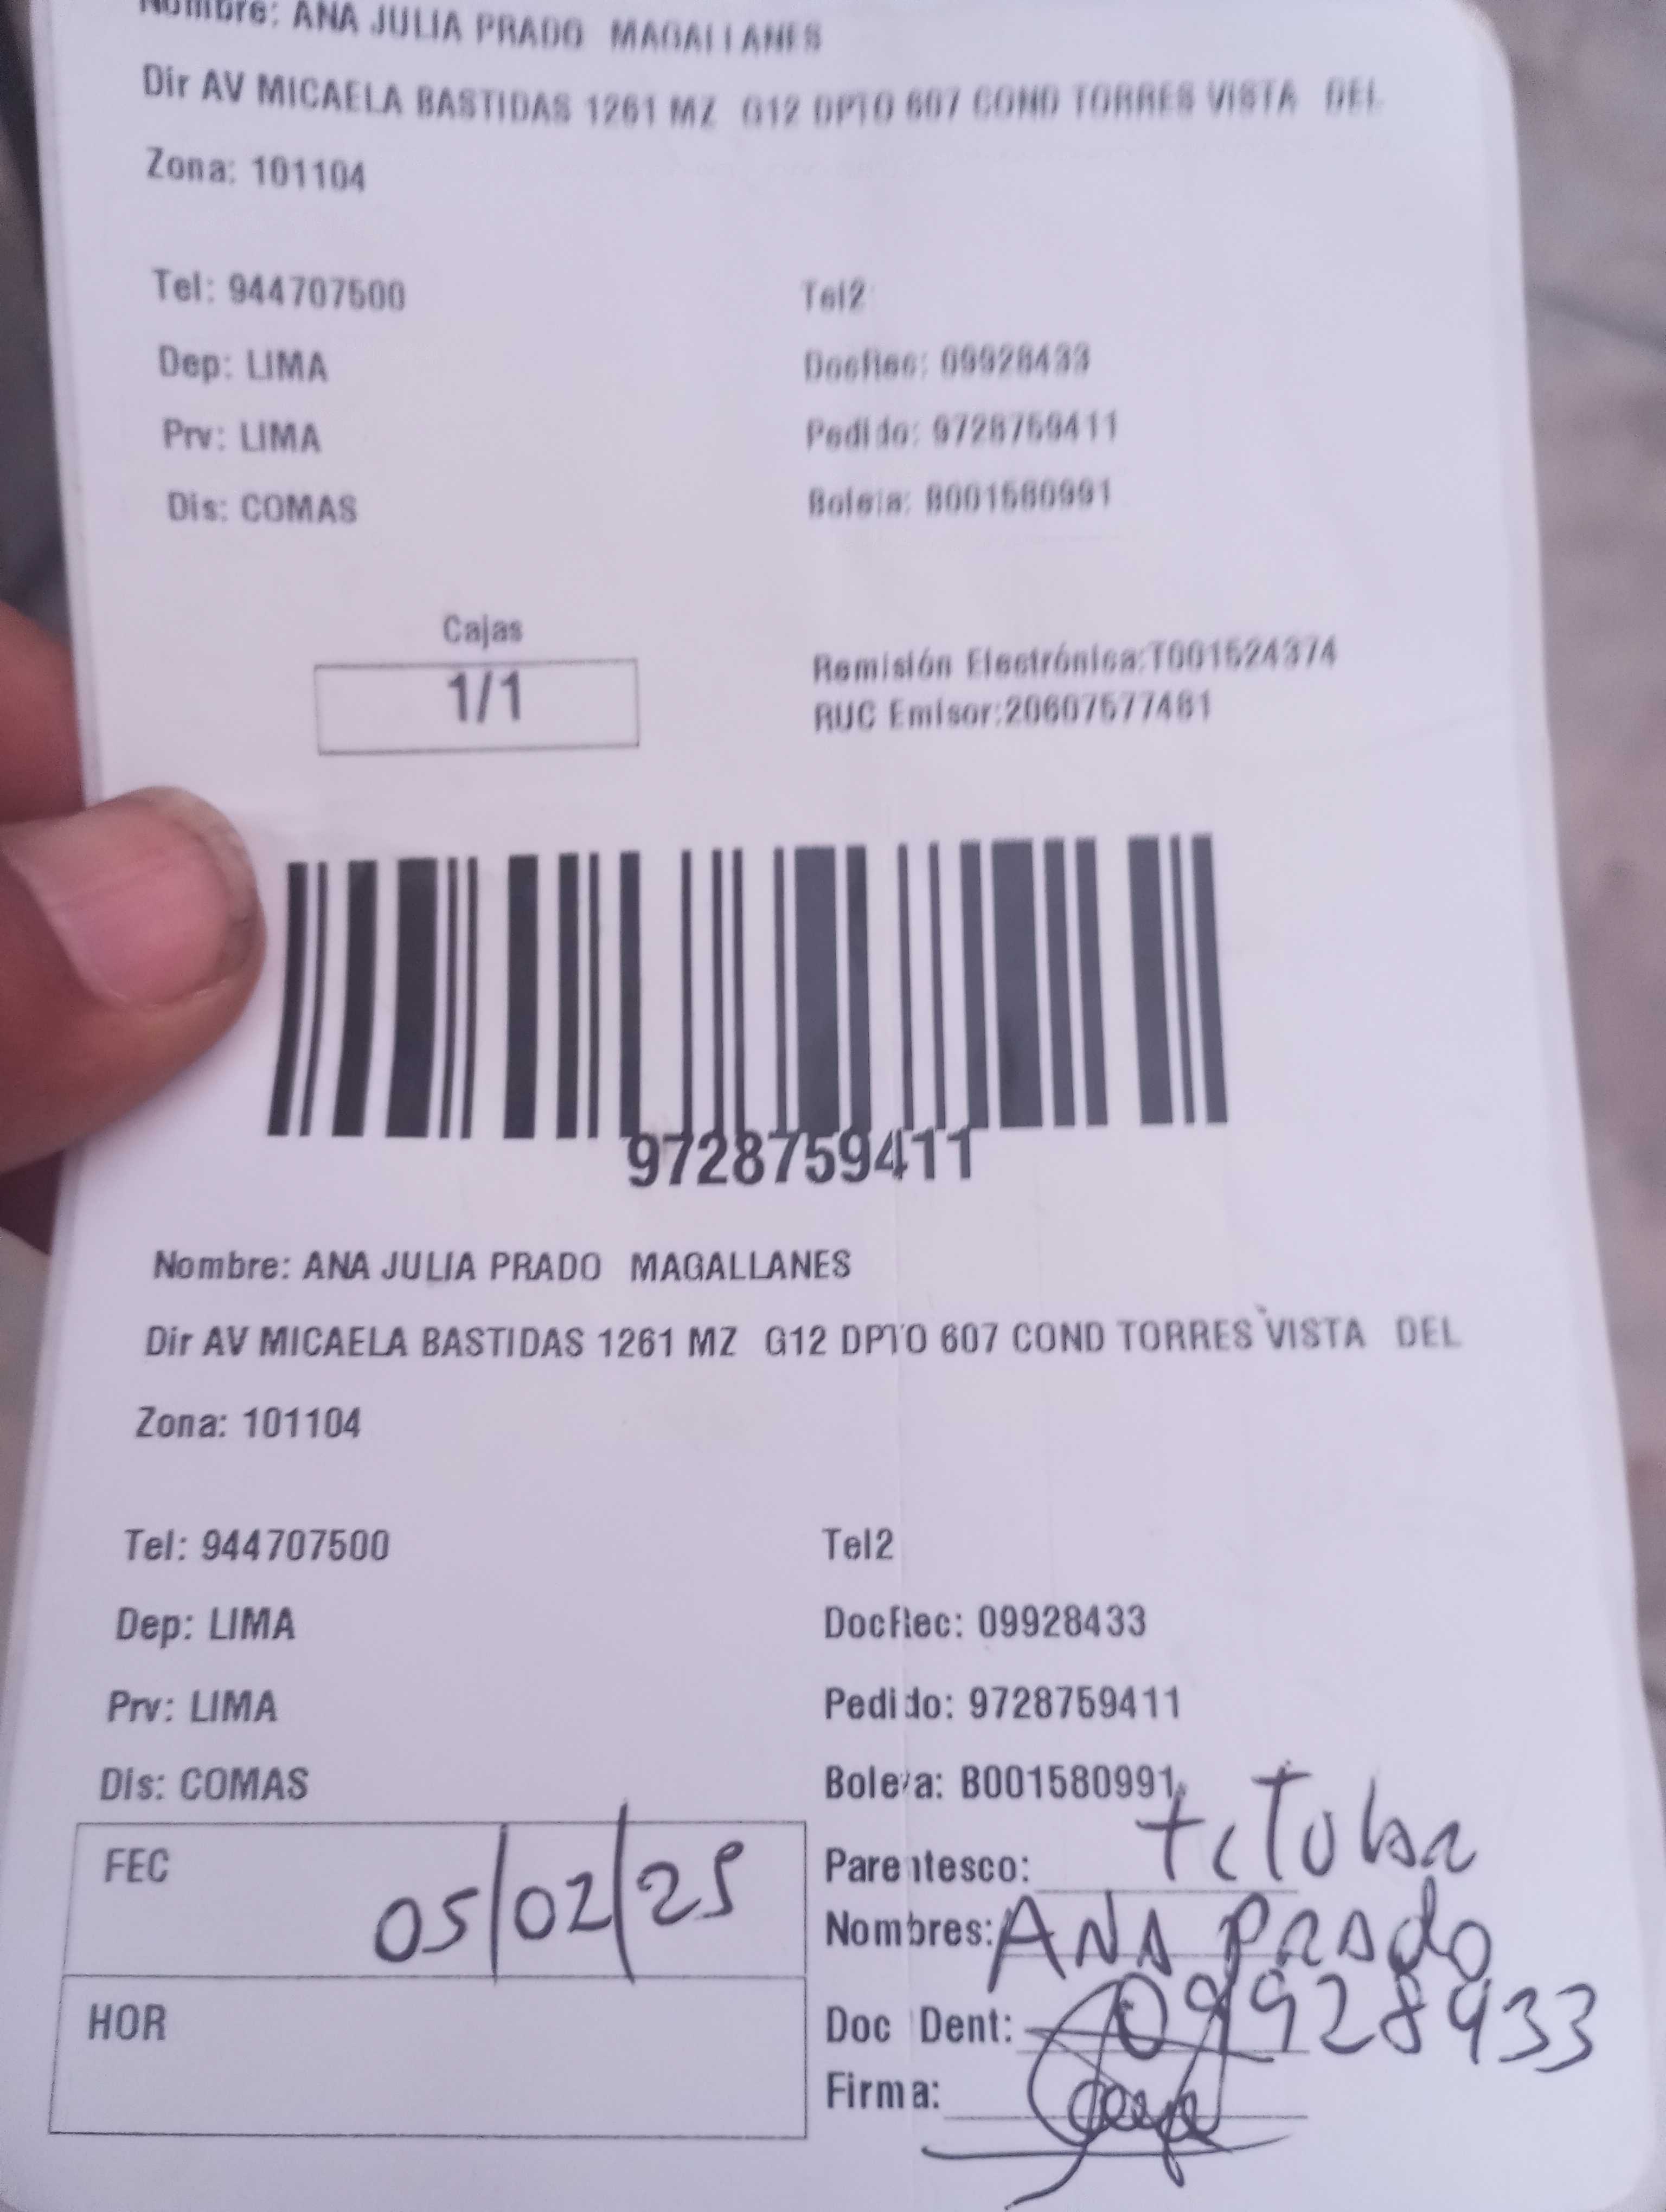 Nombre: ANA JULIA PRADO MAGALLANES
Dir AV MICAELA BASTIDAS 1261 MZ G12 DPTO 607 COND TORRES VISTA DEL
Zona: 101104
Tel: 944707500
Tel2
Dep: LIMA
DocRec: 09928433
Prv: LIMA
Pedido: 9728759411
Dis: COMAS
Boleta: B001580991
Cajas
1/1
Remisión Electrónica:T001524374
RUC Emisor:20607577481
9728759411
Nombre: ANA JULIA PRADO MAGALLANES
Dir AV MICAELA BASTIDAS 1261 MZ G12 DPTO 607 COND TORRES VISTA DEL
Zona: 101104
Tel: 944707500
Tel2
Dep: LIMA
DocRec: 09928433
Prv: LIMA
Pedido: 9728759411
Dis: COMAS
Boleta: B001580991
FEC 05/02/25
Parentesco:
Nombres: ANA PRADO
HOR
Doc Dent: 09928433
Firma: